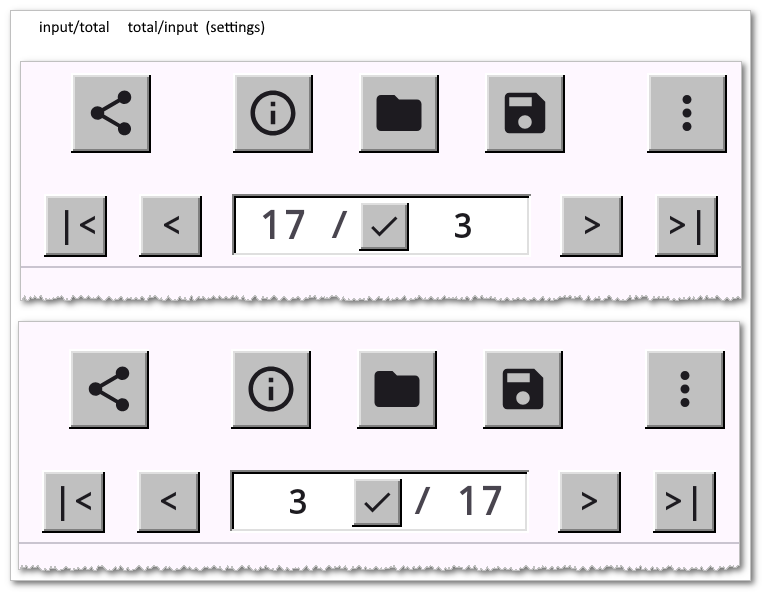 input/total total/input (settings)
|< < 17 / 3 > >|
|< < 3 / 17 > >|